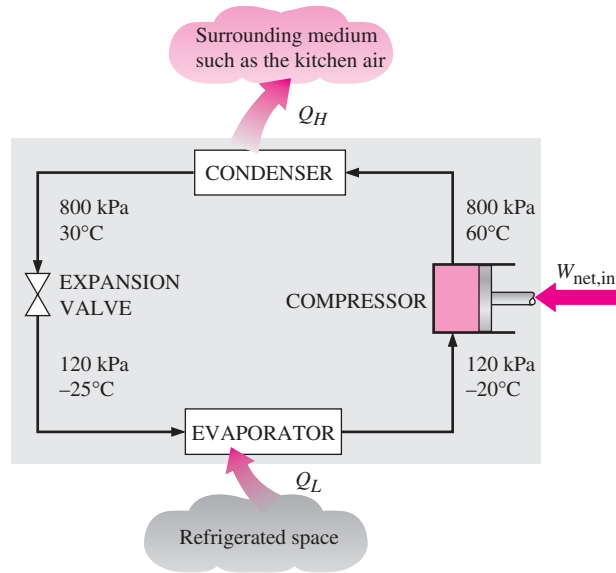 Surrounding medium
such as the kitchen air
Q_H
CONDENSER
800 kPa
30°C
800 kPa
60°C
EXPANSION
VALVE
COMPRESSOR
W_net,in
120 kPa
–25°C
120 kPa
–20°C
EVAPORATOR
Q_L
Refrigerated space